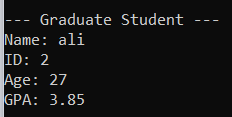 --- Graduate Student ---
Name: ali
ID: 2
Age: 27
GPA: 3.85